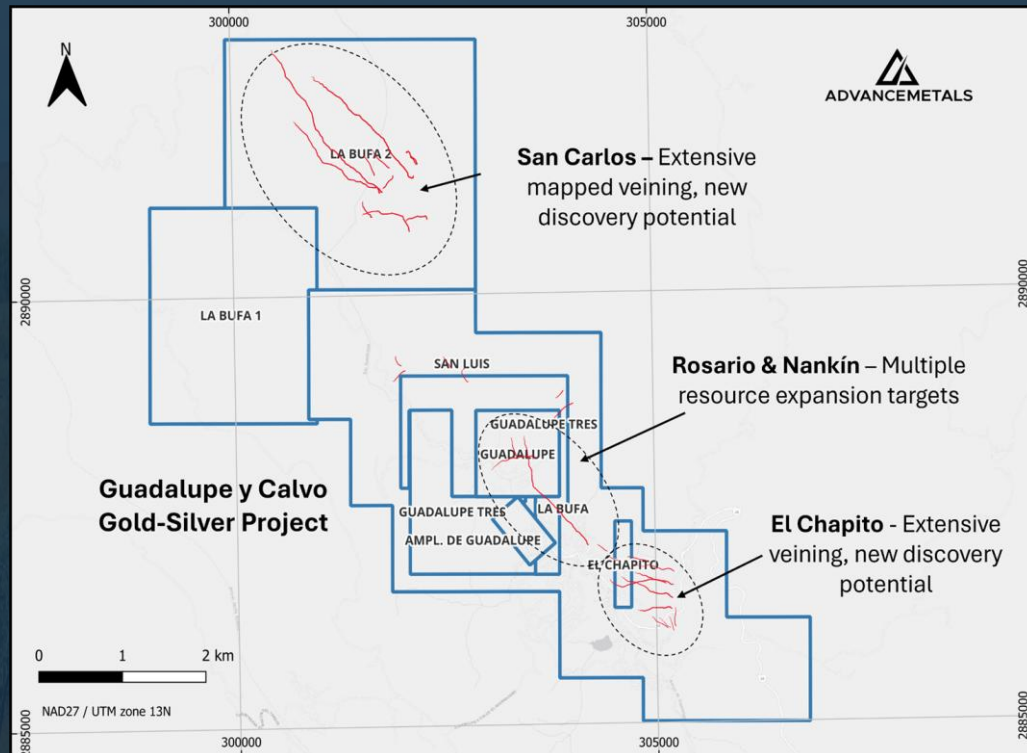 300000
305000
N
ADVANCEMETALS
LA BUFA 2
San Carlos – Extensive
mapped veining, new
discovery potential
2890000
2890000
LA BUFA 1
SAN LUIS
Rosario & Nankín – Multiple
resource expansion targets
GUADALUPE TRES
GUADALUPE
Guadalupe y Calvo
Gold-Silver Project
GUADALUPE TRES
LA BUFA
AMPL. DE GUADALUPE
El Chapito - Extensive
veining, new discovery
potential
EL CHAPITO
0 1 2 km
NAD27 / UTM zone 13N
2885000
2885000
300000
305000